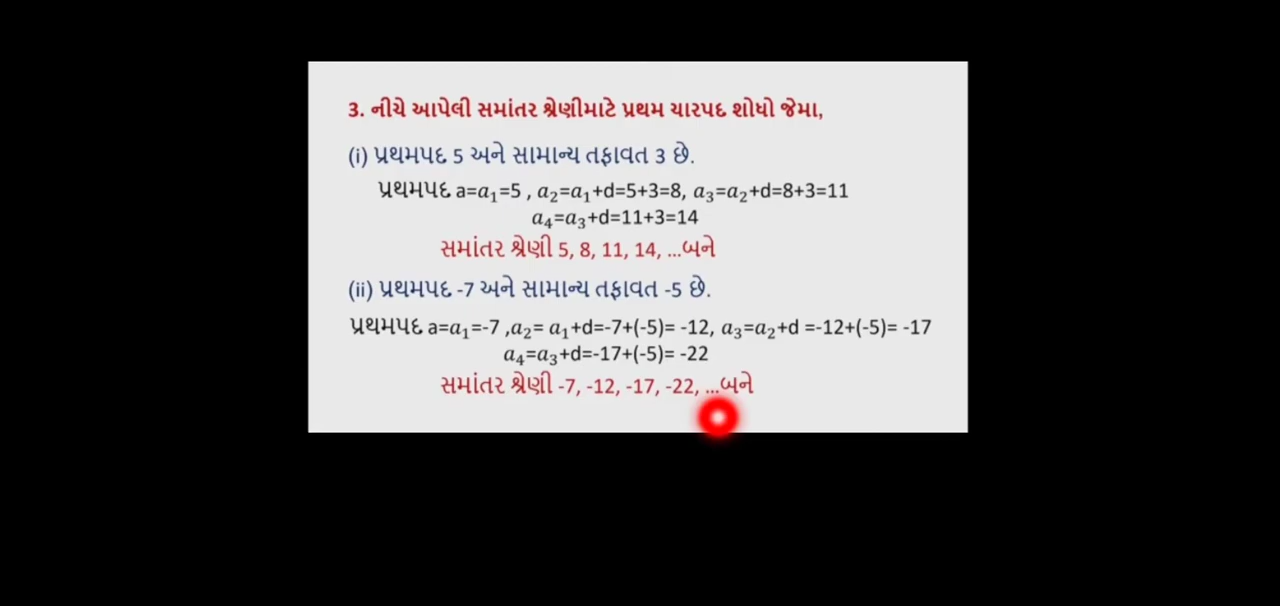 3. નીચે આપેલી સમાંતર શ્રેણીમાટે પ્રથમ ચારપદ શોધો જેમા,
(i) પ્રથમપદ 5 અને સામાન્ય તફાવત 3 છે.
પ્રથમપદ a=a₁=5 , a₂=a₁+d=5+3=8, a₃=a₂+d=8+3=11
a₄=a₃+d=11+3=14
સમાંતર શ્રેણી 5, 8, 11, 14, ...બને
(ii) પ્રથમપદ -7 અને સામાન્ય તફાવત -5 છે.
પ્રથમપદ a=a₁=-7 ,a₂= a₁+d=-7+(-5)= -12, a₃=a₂+d =-12+(-5)= -17
a₄=a₃+d=-17+(-5)= -22
સમાંતર શ્રેણી -7, -12, -17, -22, ...બને